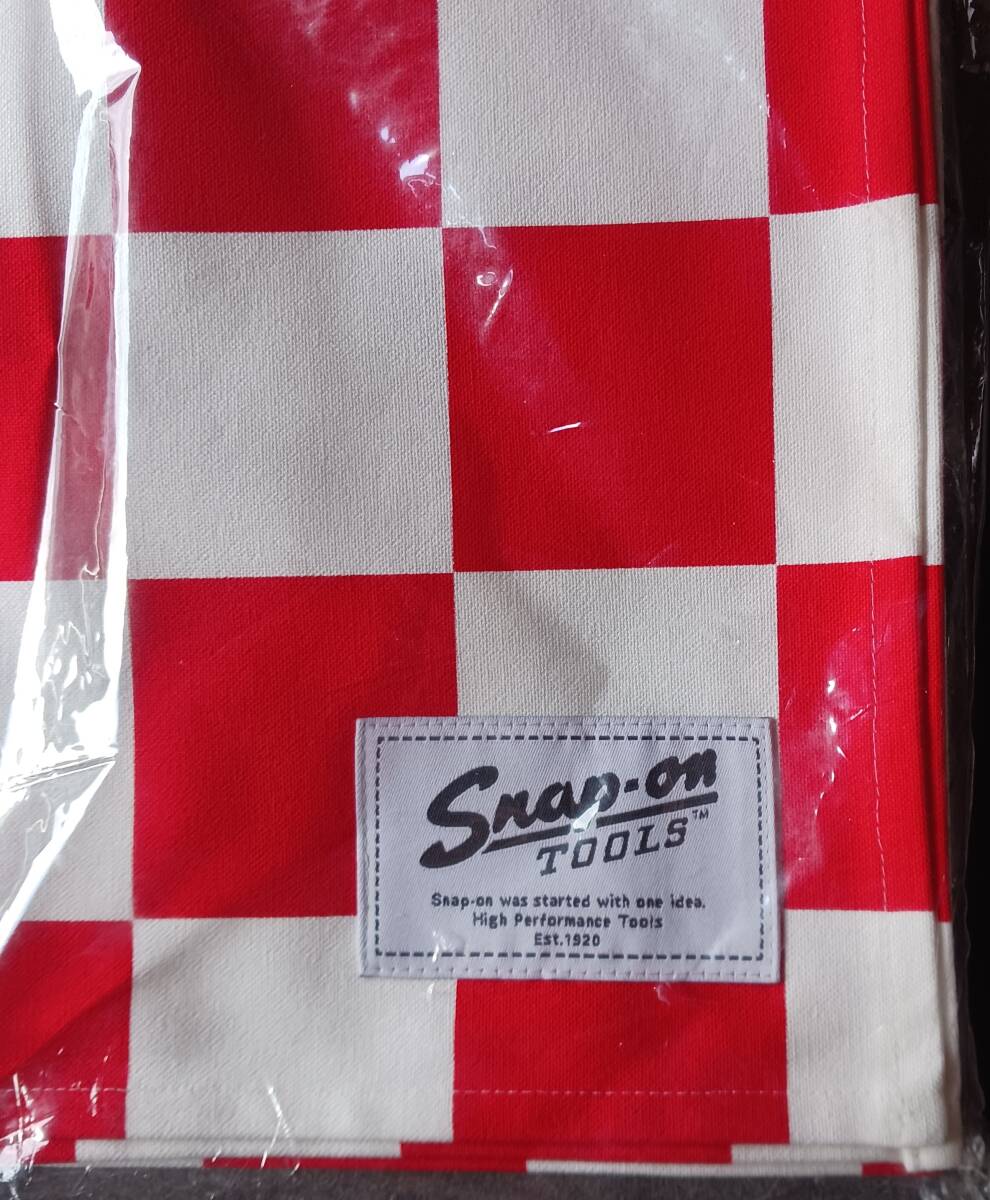 Snap-on
TOOLS™
Snap-on was started with one idea.
High Performance Tools
Est.1920